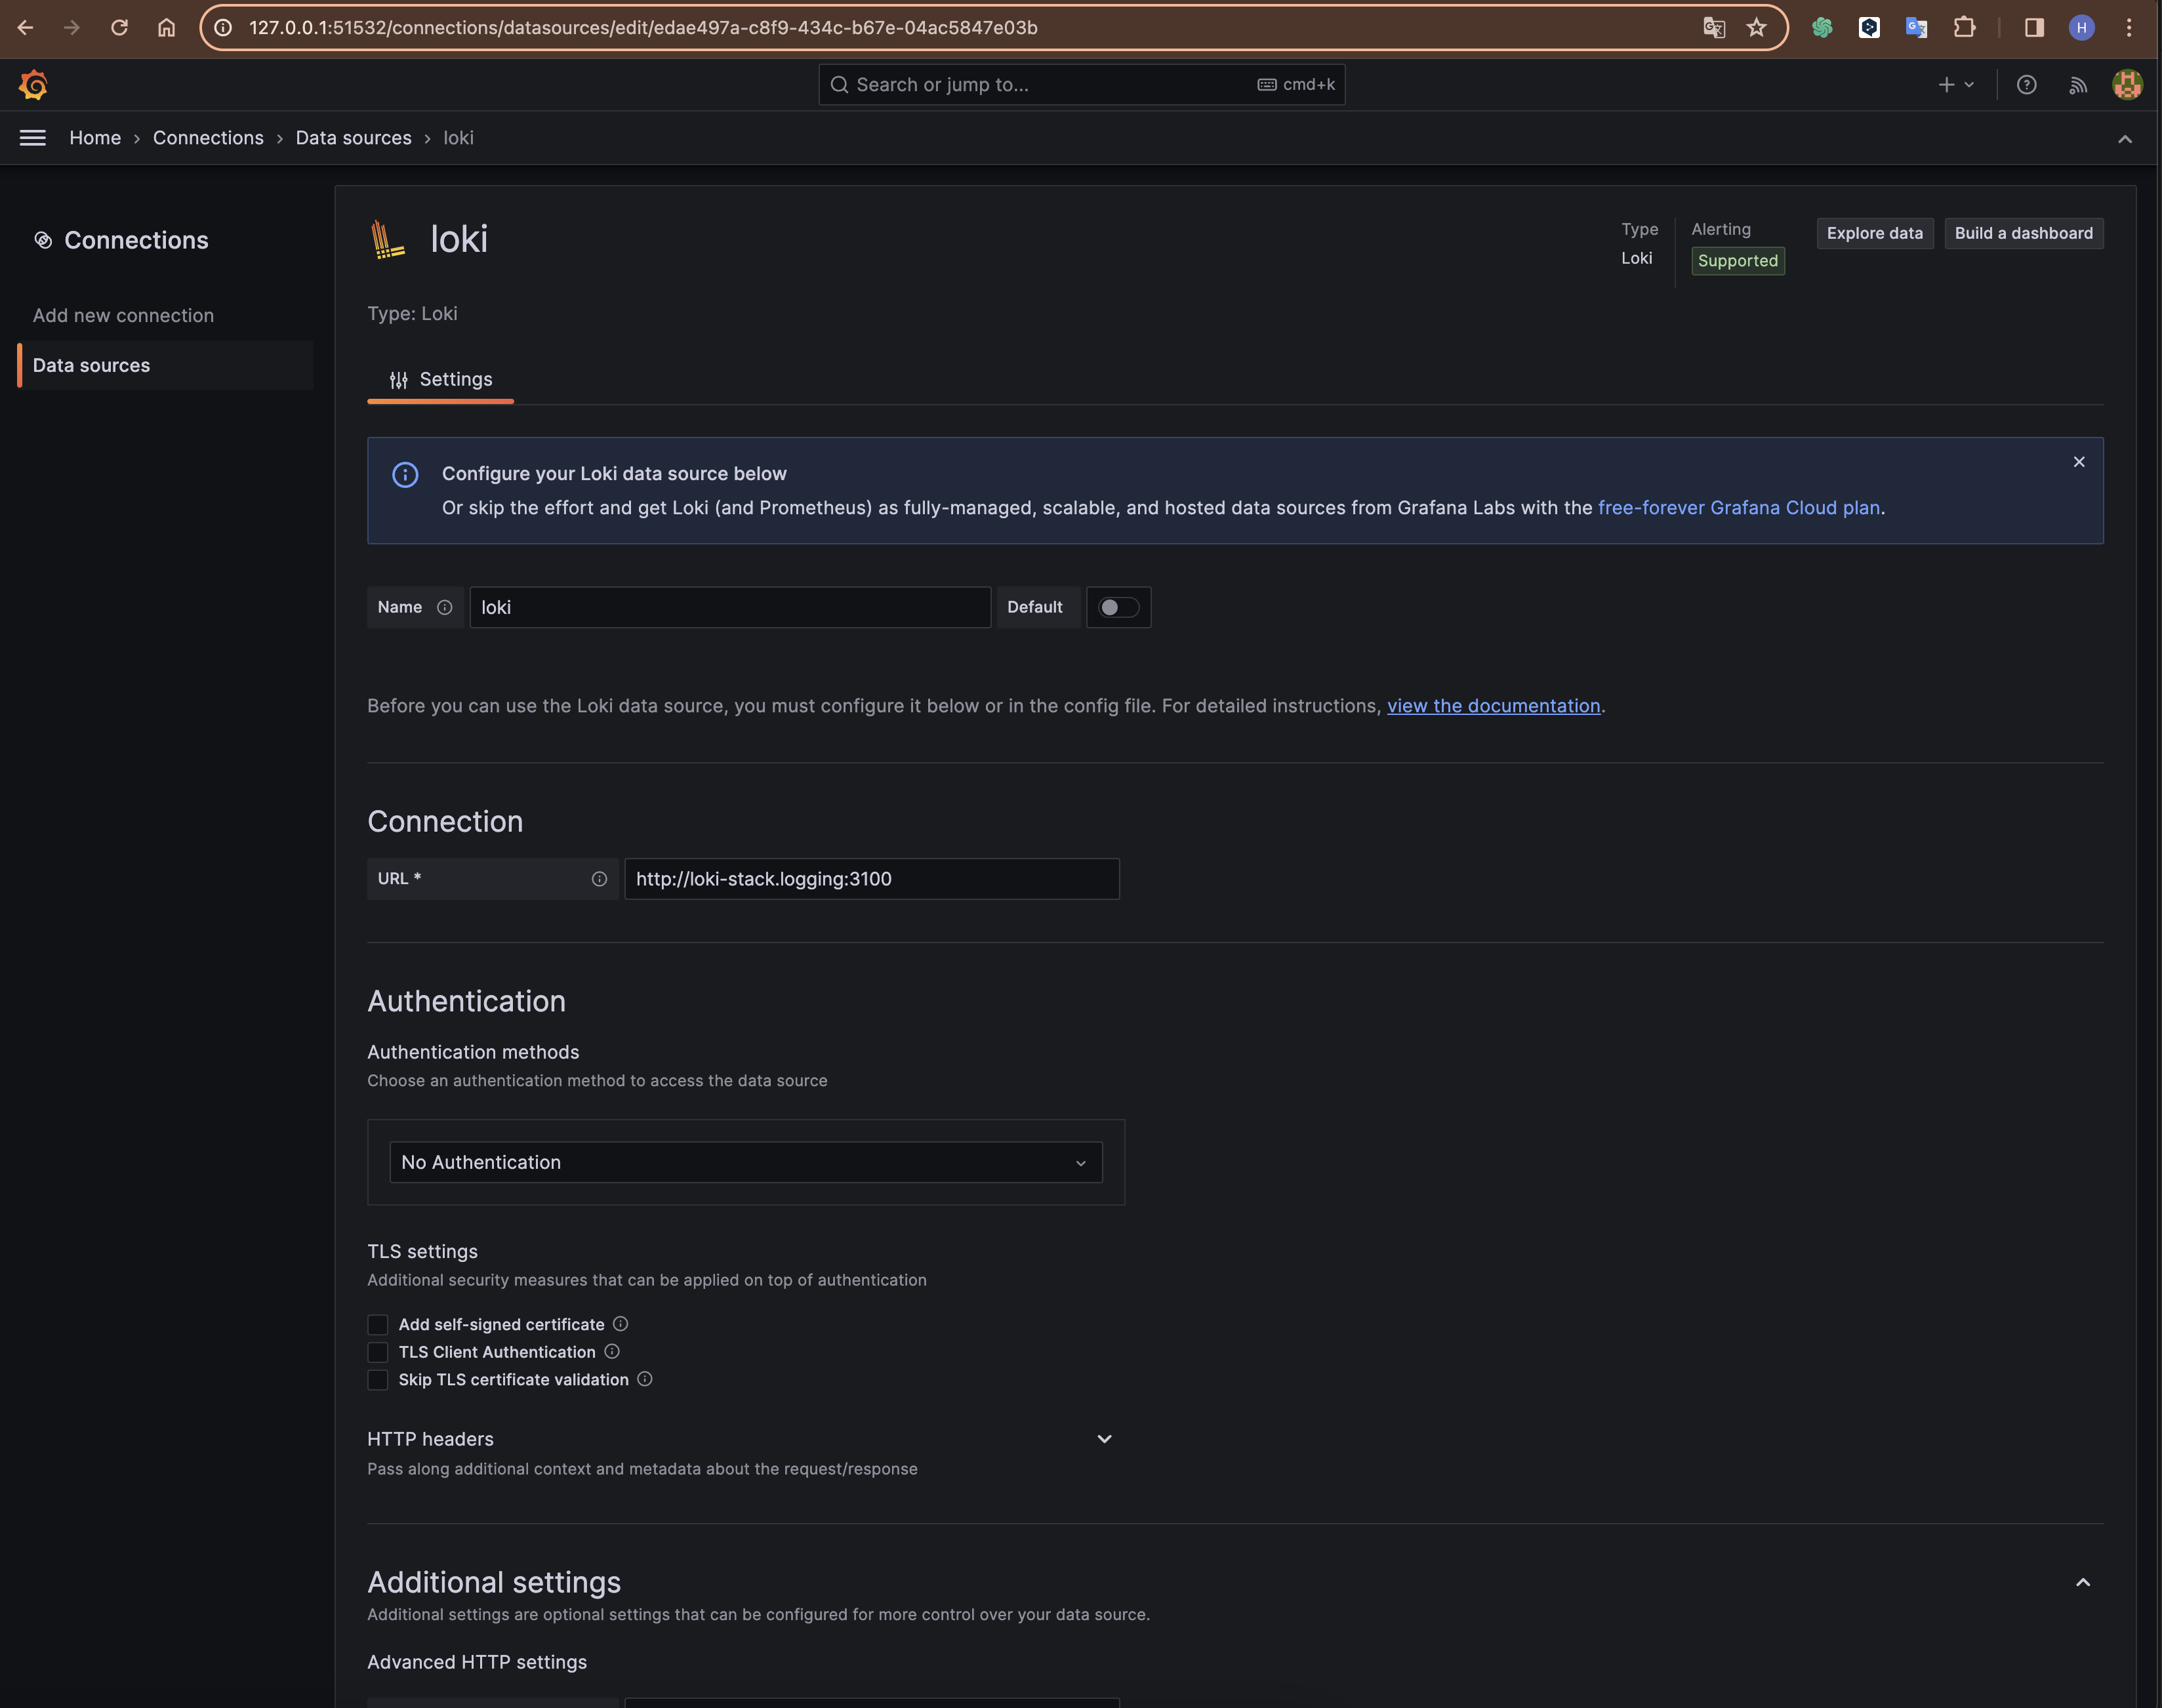 127.0.0.1:51532/connections/datasources/edit/edae497a-c8f9-434c-b67e-04ac5847e03b
H
Search or jump to...
cmd+k
Home › Connections › Data sources › loki
Connections
Add new connection
Data sources
loki
Type
Loki
Alerting
Supported
Explore data
Build a dashboard
Type: Loki
Settings
Configure your Loki data source below
Or skip the effort and get Loki (and Prometheus) as fully-managed, scalable, and hosted data sources from Grafana Labs with the free-forever Grafana Cloud plan.
Name
loki
Default
Before you can use the Loki data source, you must configure it below or in the config file. For detailed instructions, view the documentation.
Connection
URL *
http://loki-stack.logging:3100
Authentication
Authentication methods
Choose an authentication method to access the data source
No Authentication
TLS settings
Additional security measures that can be applied on top of authentication
Add self-signed certificate
TLS Client Authentication
Skip TLS certificate validation
HTTP headers
Pass along additional context and metadata about the request/response
Additional settings
Additional settings are optional settings that can be configured for more control over your data source.
Advanced HTTP settings